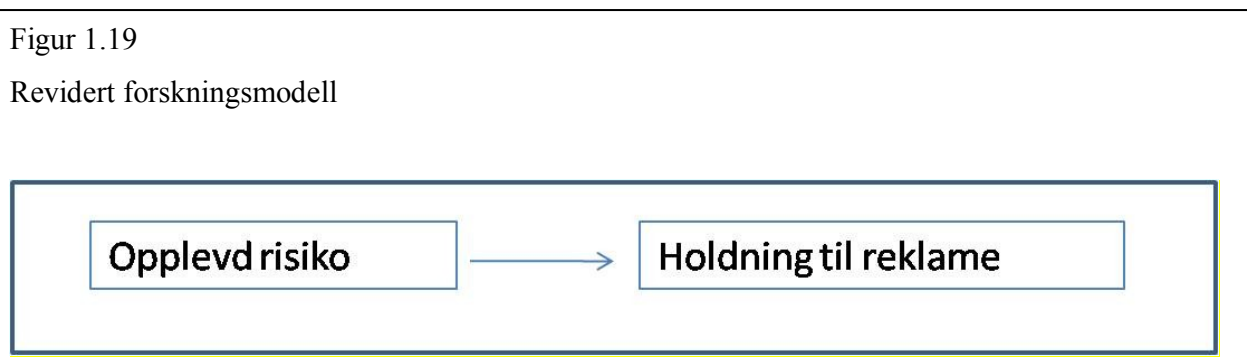 Figur 1.19
Revidert forskningsmodell
Opplevd risiko
Holdning til reklame